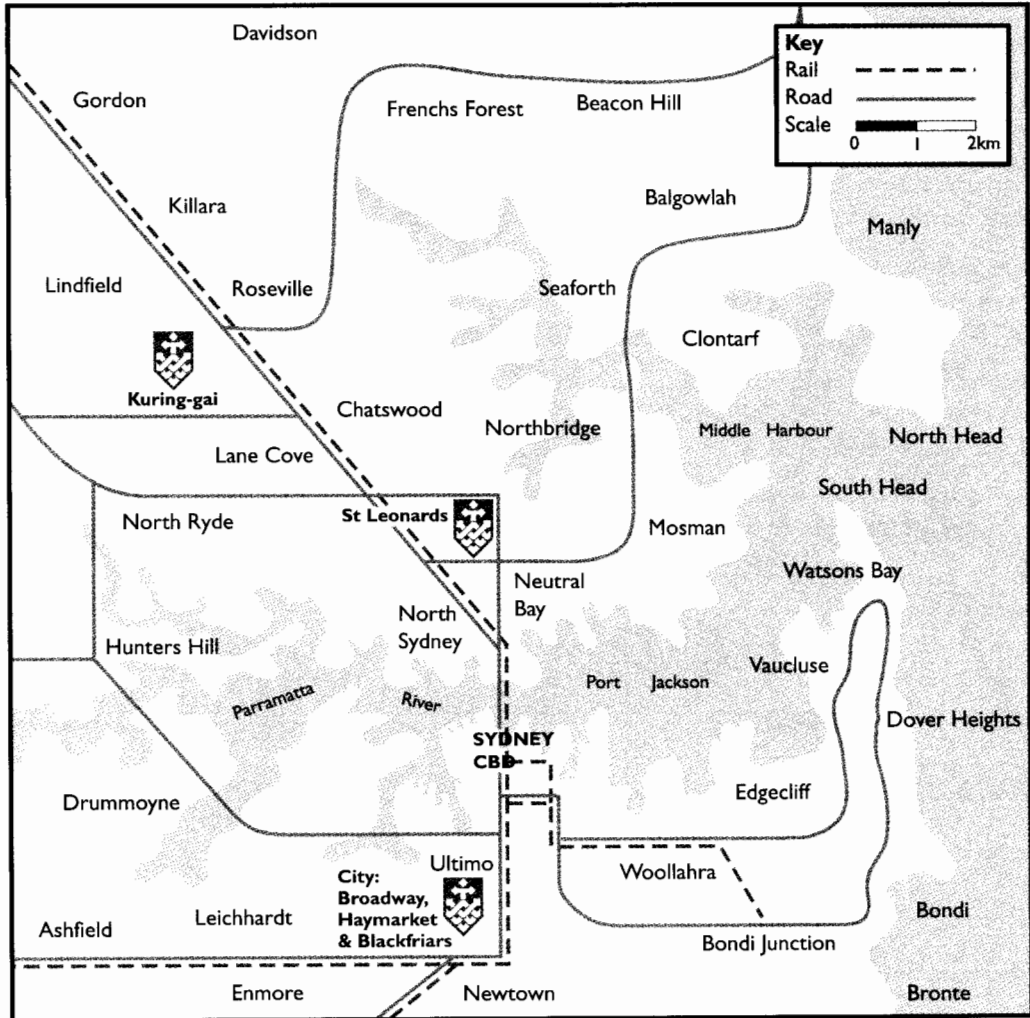 Davidson
Key
Rail
Road
Scale
0 1 2km
Gordon
Frenchs Forest
Beacon Hill
Killara
Balgowlah
Manly
Lindfield
Roseville
Seaforth
Clontarf
Kuring-gai
Chatswood
Northbridge
Middle Harbour
North Head
Lane Cove
South Head
North Ryde
St Leonards
Mosman
Watsons Bay
Neutral
Bay
North
Sydney
Hunters Hill
Vaucluse
Parramatta River
Port Jackson
Dover Heights
SYDNEY
CBD
Drummoyne
Edgecliff
Ultimo
City:
Broadway,
Haymarket
& Blackfriars
Woollahra
Leichhardt
Ashfield
Bondi
Bondi Junction
Enmore
Newtown
Bronte